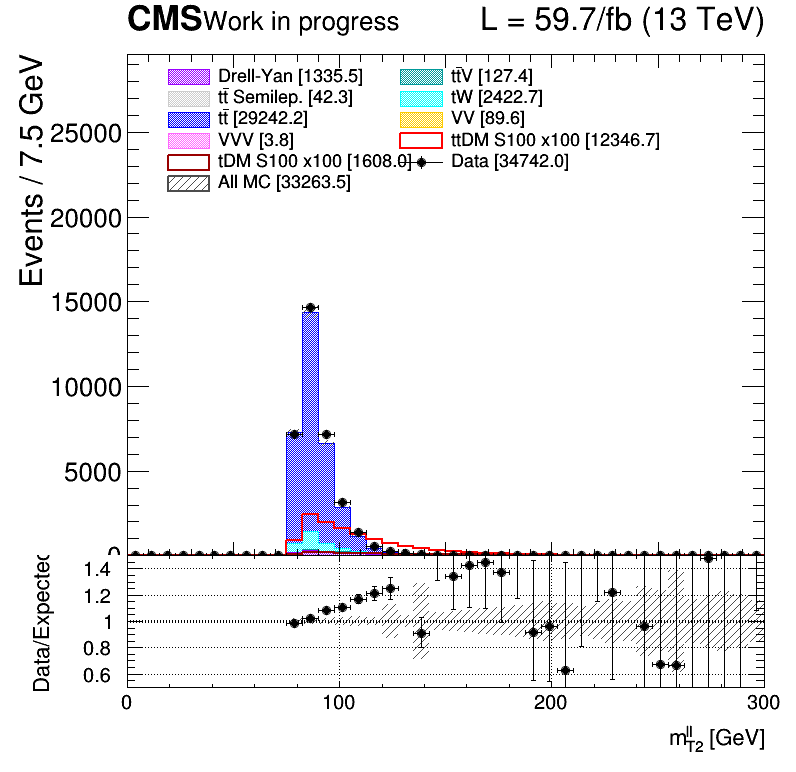 CMS Work in progress L = 59.7/fb (13 TeV)
Events / 7.5 GeV
Drell-Yan [1335.5] tt̄V [127.4]
tt̄ Semilep. [42.3] tW [2422.7]
tt̄ [29242.2] VV [89.6]
VVV [3.8] ttDM S100 x100 [12346.7]
tDM S100 x100 [1608.0] Data [34742.0]
All MC [33263.5]
25000
20000
15000
10000
5000
0
Data/Expected
1.4
1.2
1
0.8
0.6
0 100 200 300
m_{T2}^{ll} [GeV]